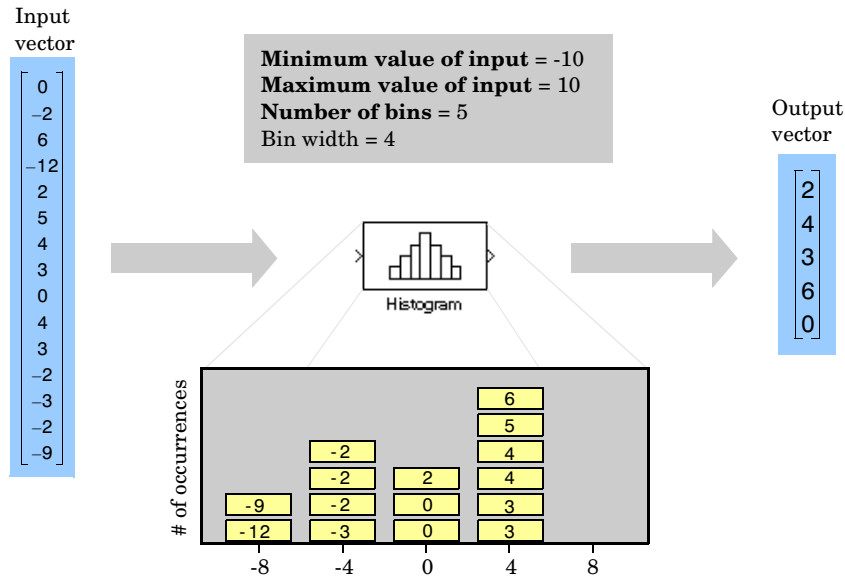 Input
vector
0
−2
6
−12
2
5
4
3
0
4
3
−2
−3
−2
−9
Minimum value of input = -10
Maximum value of input = 10
Number of bins = 5
Bin width = 4
Output
vector
2
4
3
6
0
Histogram
# of occurrences
6
5
-2 4
-2 2 4
-9 -2 0 3
-12 -3 0 3
-8 -4 0 4 8